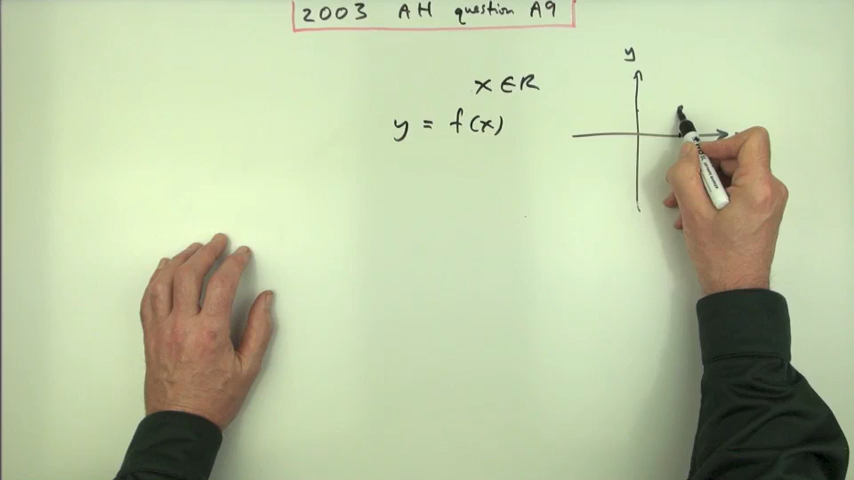 2003 AH question A9
y
x ∈ R
y = f(x)